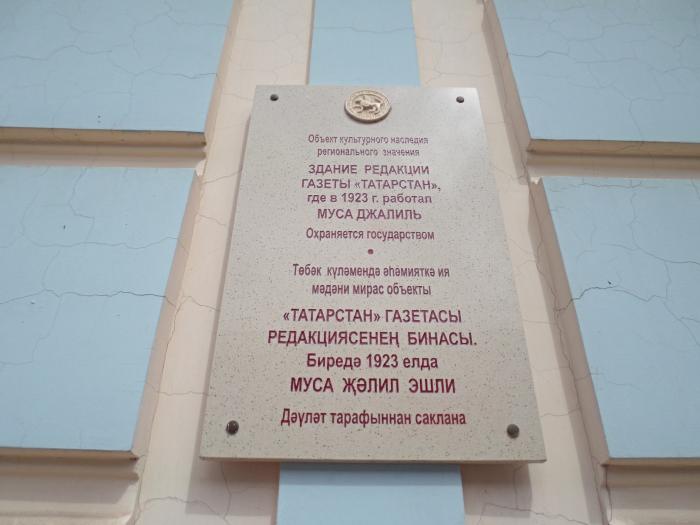 Объект культурного наследия
регионального значения
ЗДАНИЕ РЕДАКЦИИ
ГАЗЕТЫ «ТАТАРСТАН»,
где в 1923 г. работал
МУСА ДЖАЛИЛЬ
Охраняется государством
•
Төбәк күләмендә әһәмияткә ия
мәдәни мирас объекты
«ТАТАРСТАН» ГАЗЕТАСЫ
РЕДАКЦИЯСЕНЕҢ БИНАСЫ.
Биредә 1923 елда
МУСА ҖӘЛИЛ ЭШЛИ
Дәүләт тарафыннан саклана